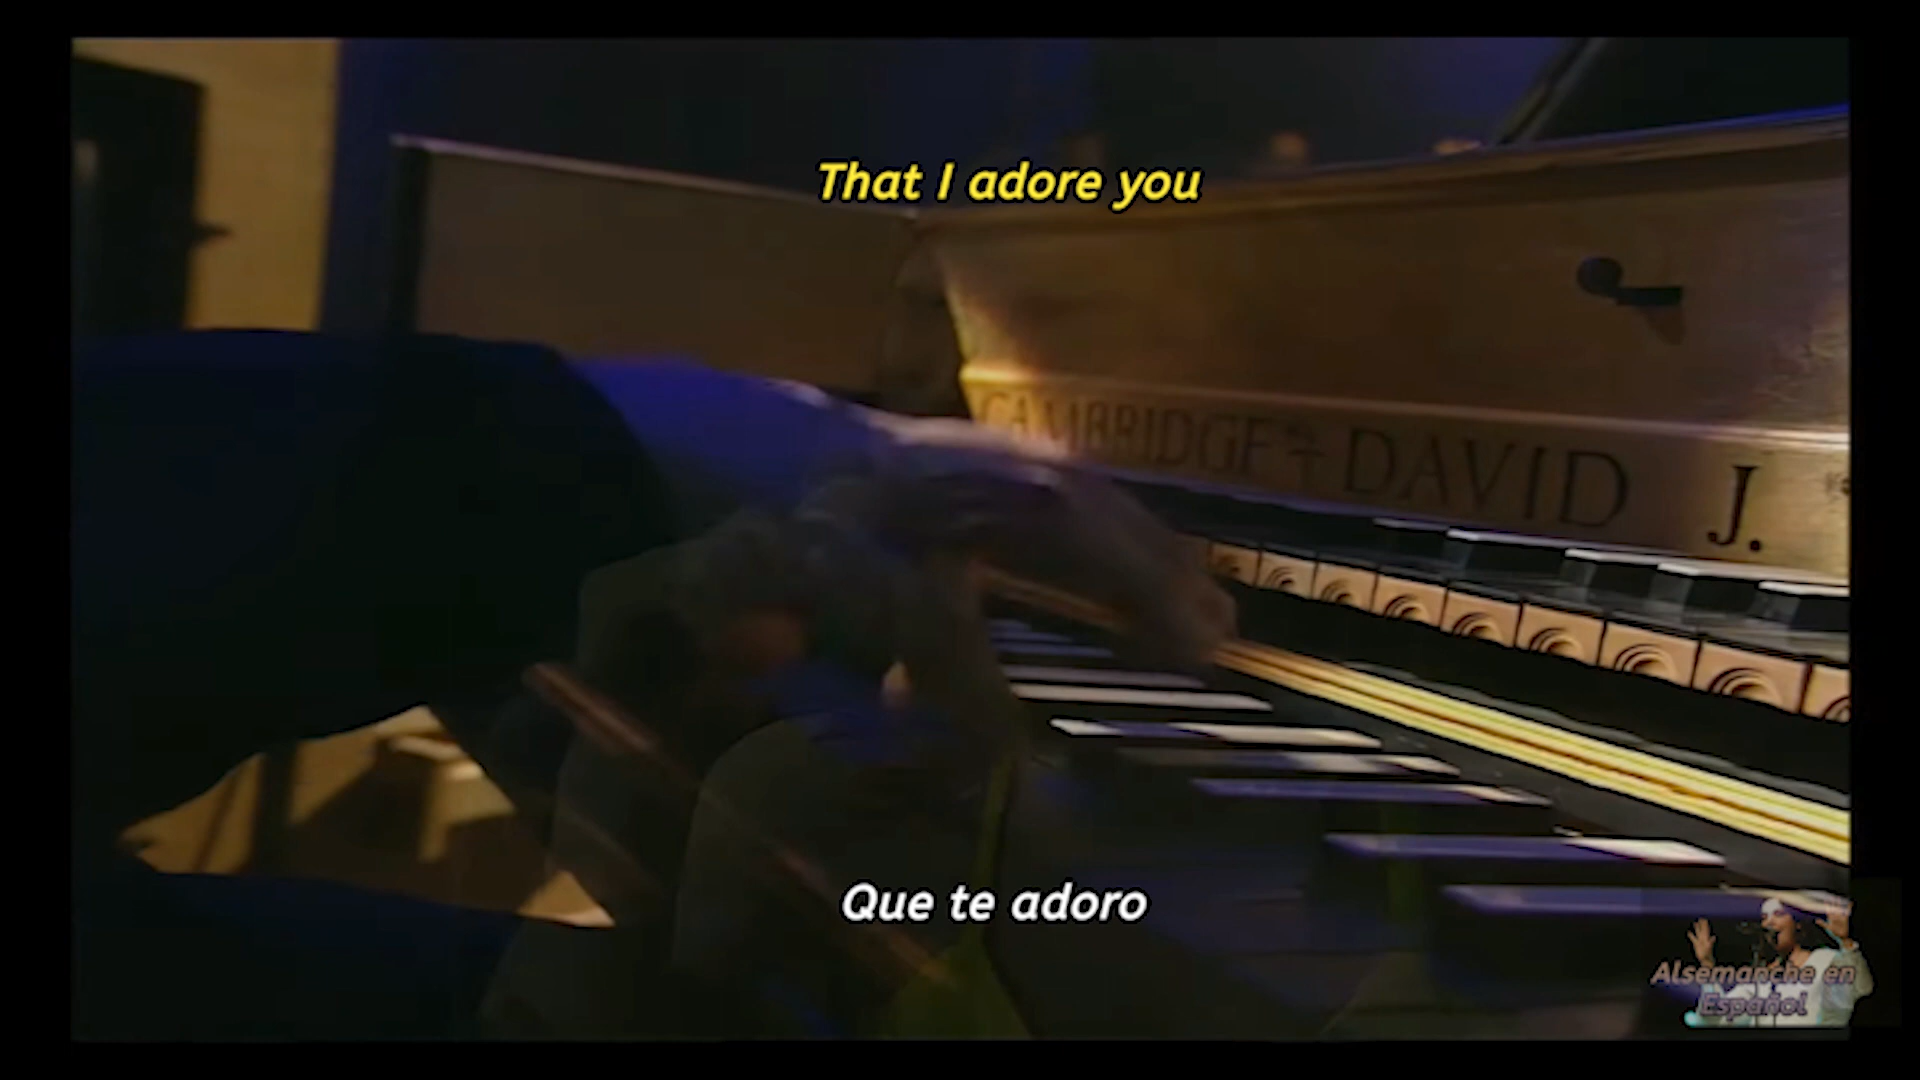 That I adore you
CAMBRIDGE DAVID J.
Que te adoro
Alsemanche en
Español